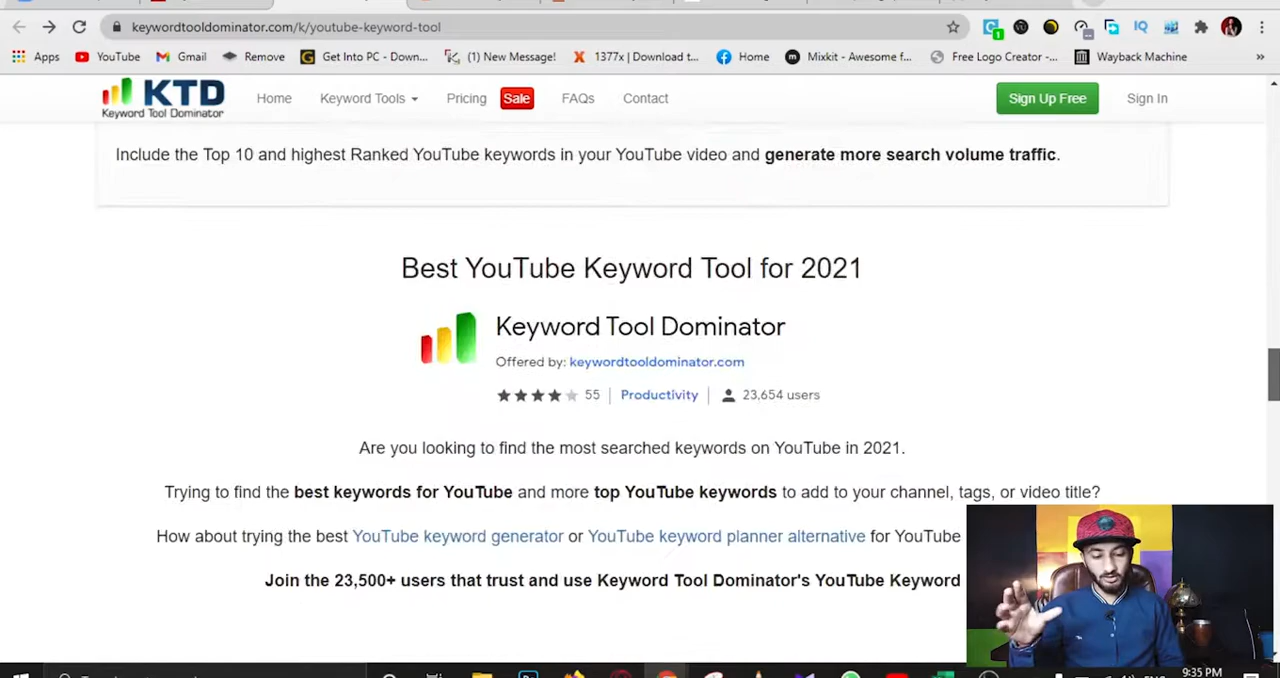 keywordtooldominator.com/k/youtube-keyword-tool
1
IQ
Apps YouTube Gmail Remove Get Into PC - Down... (1) New Message! 1377x | Download t... Home Mixkit - Awesome f... Free Logo Creator -... Wayback Machine »
KTD
Keyword Tool Dominator
Home Keyword Tools Pricing Sale FAQs Contact Sign Up Free Sign In
Include the Top 10 and highest Ranked YouTube keywords in your YouTube video and generate more search volume traffic.
Best YouTube Keyword Tool for 2021
Keyword Tool Dominator
Offered by: keywordtooldominator.com
55 Productivity 23,654 users
Are you looking to find the most searched keywords on YouTube in 2021.
Trying to find the best keywords for YouTube and more top YouTube keywords to add to your channel, tags, or video title?
How about trying the best YouTube keyword generator or YouTube keyword planner alternative for YouTube
Join the 23,500+ users that trust and use Keyword Tool Dominator's YouTube Keyword
9:35 PM